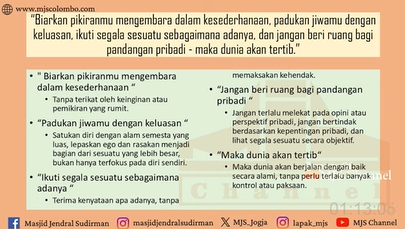 www.mjscolombo.com
“Biarkan pikiranmu mengembara dalam kesederhanaan, padukan jiwamu dengan
keluasan, ikuti segala sesuatu sebagaimana adanya, dan jangan beri ruang bagi
pandangan pribadi - maka dunia akan tertib.”
• " Biarkan pikiranmu mengembara
dalam kesederhanaan “
• Tanpa terikat oleh keinginan atau
pemikiran yang rumit.
• “Padukan jiwamu dengan keluasan “
• Satukan diri dengan alam semesta yang
luas, lepaskan ego dan rasakan menjadi
bagian dari sesuatu yang lebih besar,
bukan hanya terfokus pada diri sendiri.
• “Ikuti segala sesuatu sebagaimana
adanya “
• Terima kenyataan apa adanya, tanpa
memaksakan kehendak.
• “Jangan beri ruang bagi pandangan
pribadi “
• Jangan terlalu melekat pada opini atau
perspektif pribadi, jangan bertindak
berdasarkan kepentingan pribadi, dan
lihat segala sesuatu secara objektif.
• “Maka dunia akan tertib“
• Maka dunia akan berjalan dengan baik
secara alami, tanpa perlu terlalu banyak
kontrol atau paksaan.
Channel
01:13:06
Masjid Jendral Sudirman
masjidjendralsudirman
MJS_Jogja
lapak_mjs
MJS Channel